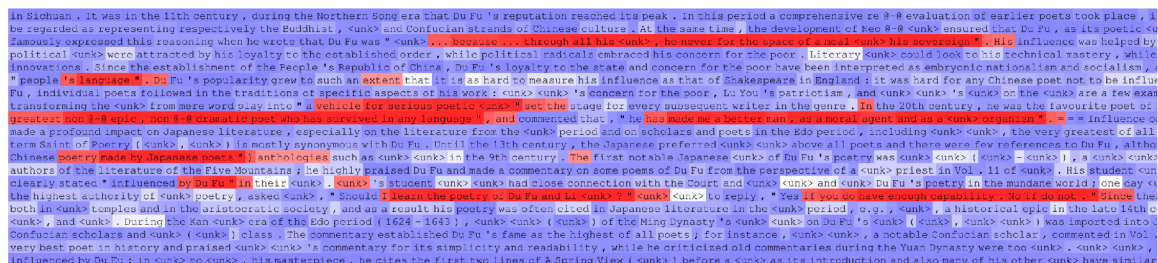 in Sichuan . It was in the 11th century , during the Northern Song era that Du Fu 's reputation reached its peak . In this period a comprehensive re @-@ evaluation of earlier poets took place , i
be regarded as representing respectively the Buddhist , <unk> and Confucian strands of Chinese culture . At the same time , the development of Neo @-@ <unk> ensured that Du Fu , as its poetic <u
famously expressed this reasoning when he wrote that Du Fu was " <unk> ... because ... through all his <unk> , he never for the space of a meal <unk> his sovereign " . His influence was helped by
political <unk> were attracted by his loyalty to the established order , while political radicals embraced his concern for the poor . Literary <unk> could look to his technical mastery , while
innovations . Since the establishment of the People 's Republic of China , Du Fu 's loyalty to the state and concern for the poor have been interpreted as embryonic nationalism and socialism , a
" people 's language " . Du Fu 's popularity grew to such an extent that it is as hard to measure his influence as that of Shakespeare in England : it was hard for any Chinese poet not to be influe
Fu , individual poets followed in the traditions of specific aspects of his work : <unk> <unk> 's concern for the poor , Lu You 's patriotism , and <unk> <unk> 's <unk> on the <unk> are a few exam
transforming the <unk> from mere word play into " a vehicle for serious poetic <unk> " set the stage for every subsequent writer in the genre . In the 20th century , he was the favourite poet of
greatest non @-@ epic , non @-@ dramatic poet who has survived in any language " , and commented that , " he has made me a better man , as a moral agent and as a <unk> organism " . = = = Influence o
made a profound impact on Japanese literature , especially on the literature from the <unk> period and on scholars and poets in the Edo period , including <unk> <unk> , the very greatest of all
term Saint of Poetry ( <unk> , <unk> ) is mostly synonymous with Du Fu . Until the 13th century , the Japanese preferred <unk> <unk> above all poets and there were few references to Du Fu , altho
Chinese poetry made by Japanese poets " ) anthologies such as <unk> <unk> in the 9th century . The first notable Japanese <unk> of Du Fu 's poetry was <unk> <unk> ( <unk> - <unk> ) , a <unk>
authors of the literature of the Five Mountains ; he highly praised Du Fu and made a commentary on some poems of Du Fu from the perspective of a <unk> priest in Vol . 11 of <unk> . His student <unk
clearly stated " influenced by Du Fu " in their <unk> . <unk> 's student <unk> <unk> had close connection with the Court and <unk> <unk> and <unk> Du Fu 's poetry in the mundane world ; one day <u
the highest authority of <unk> poetry , asked <unk> , " Should I learn the poetry of Du Fu and Li <unk> ? " <unk> <unk> to reply , " Yes if you do have enough capability . No if do not . " Since the
both in <unk> temples and in the aristocratic society , and as a result his poetry was often cited in Japanese literature in the <unk> period , e.g. , <unk> , a historical epic in the late 14th c
<unk> , and <unk> . During the Kan <unk> era of the Edo period ( 1624 – 1643 ) , <unk> <unk> ( <unk> ) of the Ming Dynasty 's <unk> on Du Fu 's <unk> ( <unk> , <unk> ) was imported into
Confucian scholars and <unk> ( <unk> ) class . The commentary established Du Fu 's fame as the highest of all poets ; for instance , <unk> <unk> , a notable Confucian scholar , commented in Vol .
very best poet in history and praised <unk> <unk> 's commentary for its simplicity and readability , while he criticized old commentaries during the Yuan Dynasty were too <unk> . <unk> ,
influenced by Du Fu ; in <unk> no <unk> , his masterpiece , he cites the first two lines of A Spring View ( <unk> ) before a <unk> as its introduction and also many of his other <unk> have similar